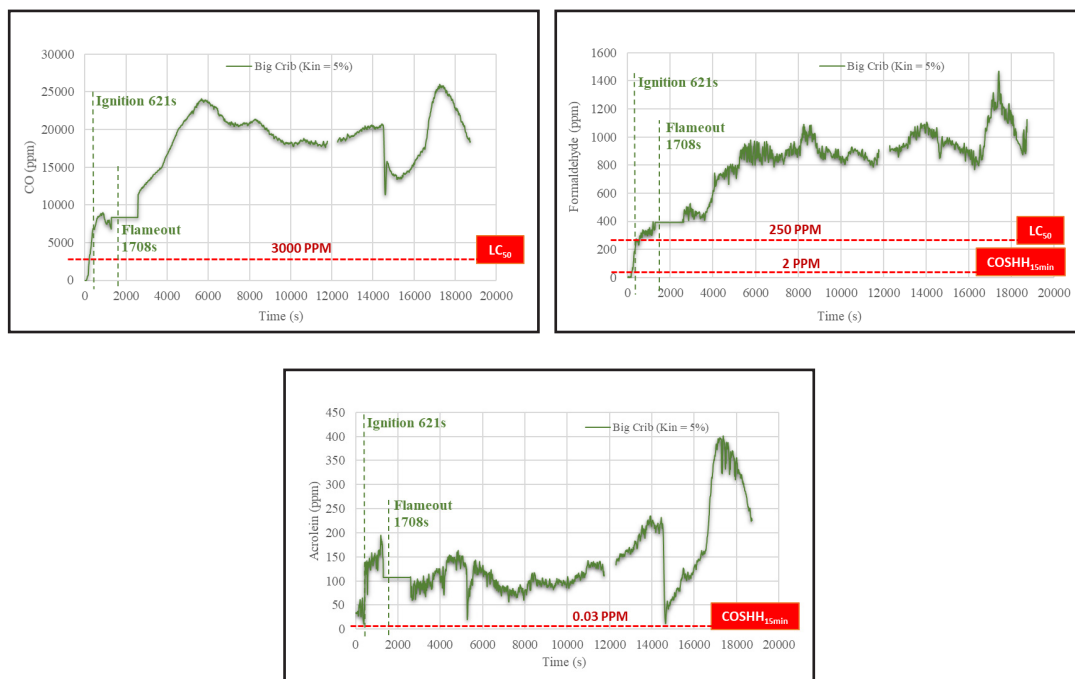 30000
25000
20000
15000
10000
5000
0
CO (ppm)
Big Crib (Kin = 5%)
Ignition 621s
Flameout
1708s
3000 PPM
LC50
0 2000 4000 6000 8000 10000 12000 14000 16000 18000 20000
Time (s)
1600
1400
1200
1000
800
600
400
200
0
Formaldehyde (ppm)
Big Crib (Kin = 5%)
Ignition 621s
Flameout
1708s
250 PPM
LC50
2 PPM
COSHH15min
0 2000 4000 6000 8000 10000 12000 14000 16000 18000 20000
Time (s)
450
400
350
300
250
200
150
100
50
0
Acrolein (ppm)
Big Crib (Kin = 5%)
Ignition 621s
Flameout
1708s
0.03 PPM
COSHH15min
0 2000 4000 6000 8000 10000 12000 14000 16000 18000 20000
Time (s)